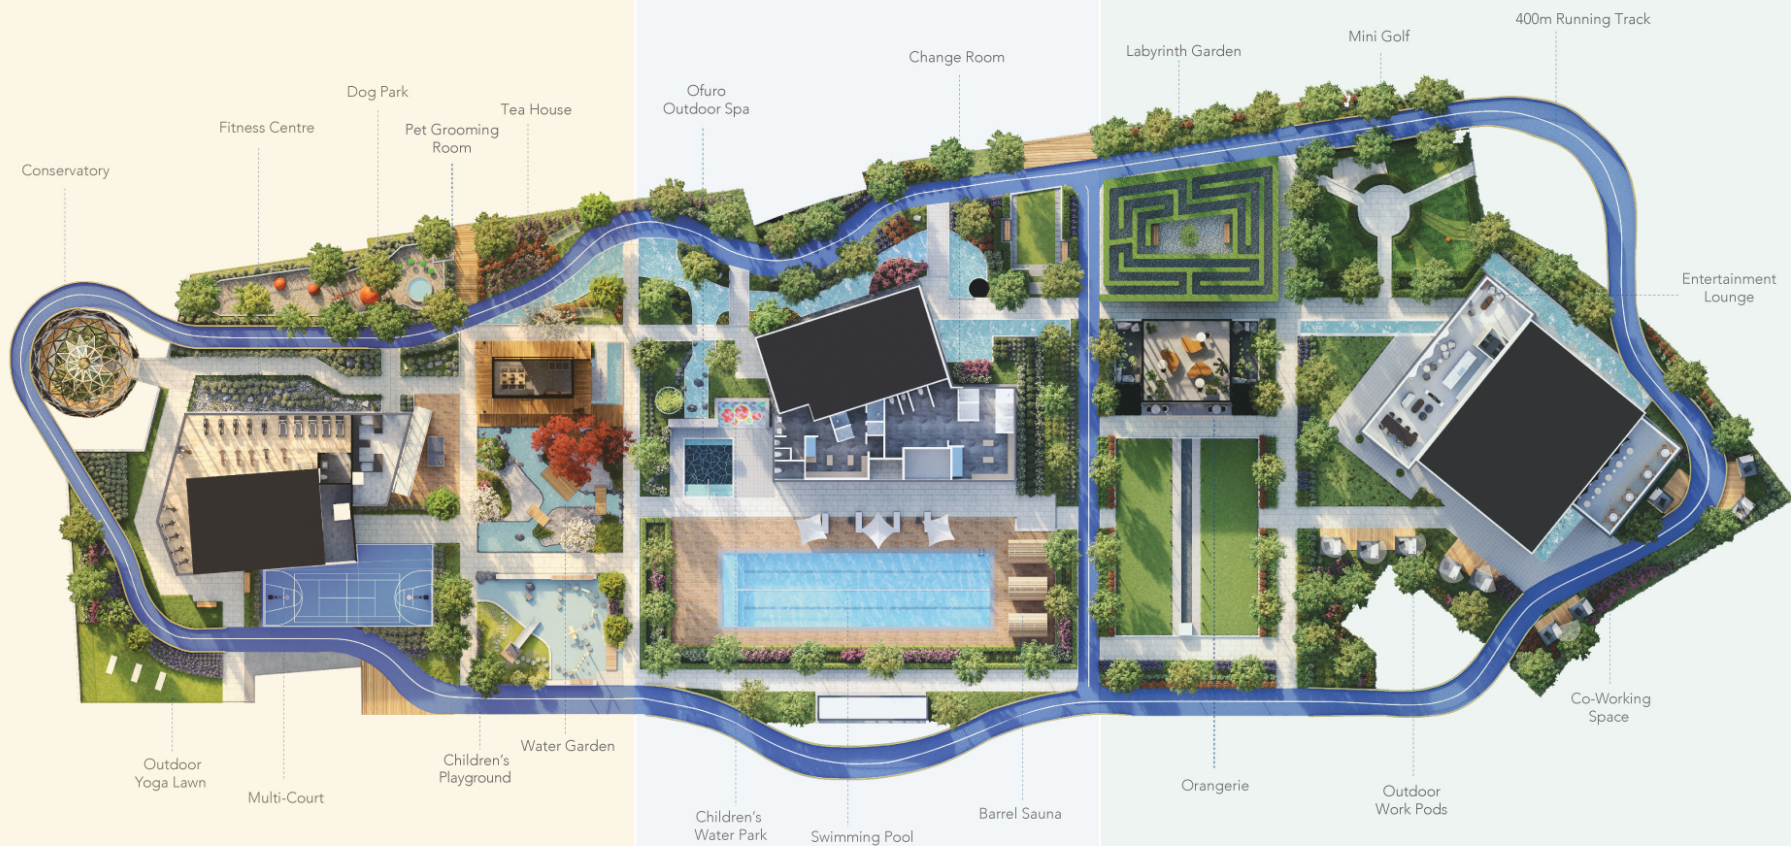 400m Running Track
Mini Golf
Labyrinth Garden
Change Room
Ofuro
Outdoor Spa
Dog Park
Tea House
Fitness Centre
Pet Grooming
Room
Conservatory
Entertainment
Lounge
Co-Working
Space
Water Garden
Children's
Playground
Outdoor
Yoga Lawn
Multi-Court
Orangerie
Outdoor
Work Pods
Barrel Sauna
Children's
Water Park
Swimming Pool